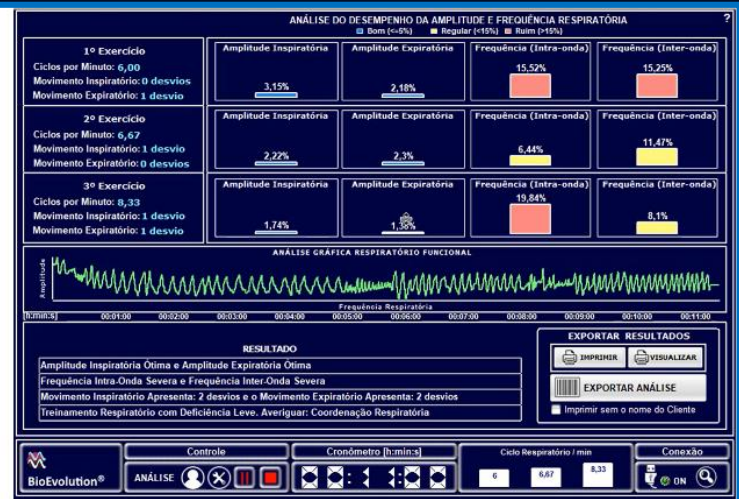 ANÁLISE DO DESEMPENHO DA AMPLITUDE E FREQUÊNCIA RESPIRATÓRIA
?
Bom (<=5%) Regular (<15%) Ruim (>15%)
1º Exercício
Ciclos por Minuto: 6,00
Movimento Inspiratório: 0 desvios
Movimento Expiratório: 1 desvio
Amplitude Inspiratória
3,15%
Amplitude Expiratória
2,18%
Frequência (Intra-onda)
15,52%
Frequência (Inter-onda)
15,25%
2º Exercício
Ciclos por Minuto: 6,67
Movimento Inspiratório: 1 desvio
Movimento Expiratório: 0 desvios
Amplitude Inspiratória
2,22%
Amplitude Expiratória
2,3%
Frequência (Intra-onda)
6,44%
Frequência (Inter-onda)
11,47%
3º Exercício
Ciclos por Minuto: 8,33
Movimento Inspiratório: 1 desvio
Movimento Expiratório: 1 desvio
Amplitude Inspiratória
1,74%
Amplitude Expiratória
Frequência (Intra-onda)
19,84%
Frequência (Inter-onda)
8,1%
ANÁLISE GRÁFICA RESPIRATÓRIO FUNCIONAL
Amplitude
Frequência Respiratória
[h:min:s] 00:01:00 00:02:00 00:03:00 00:04:00 00:05:00 00:06:00 00:07:00 00:08:00 00:09:00 00:10:00 00:11:00
RESULTADO
Amplitude Inspiratória Ótima e Amplitude Expiratória Ótima
Frequência Intra-Onda Severa e Frequência Inter-Onda Severa
Movimento Inspiratório Apresenta: 2 desvios e o Movimento Expiratório Apresenta: 2 desvios
Treinamento Respiratório com Deficiência Leve. Averiguar: Coordenação Respiratória
EXPORTAR RESULTADOS
IMPRIMIR VISUALIZAR
EXPORTAR ANÁLISE
Imprimir sem o nome do Cliente
BioEvolution®
Controle
ANÁLISE
Cronômetro [h:min:s]
Ciclo Respiratório / min
6 6,67 8,33
Conexão
ON